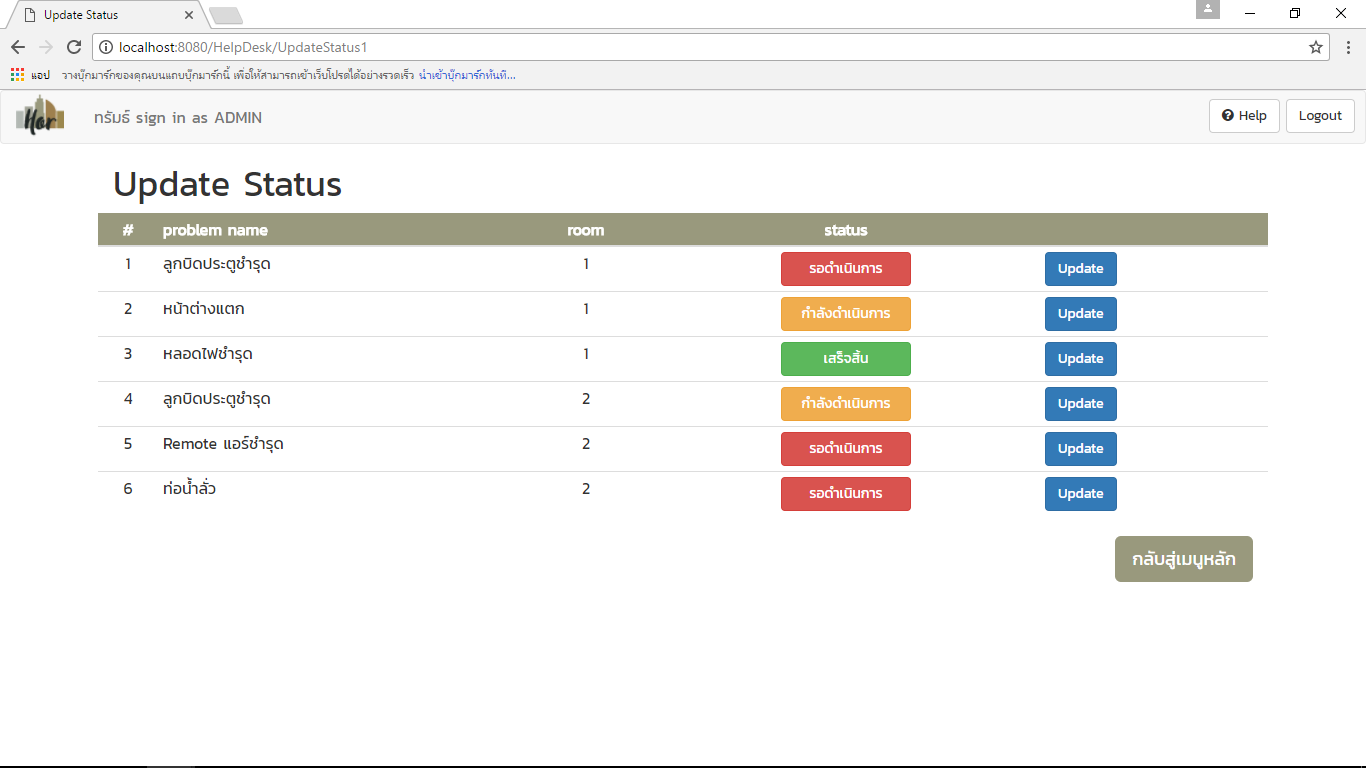 Update Status
localhost:8080/HelpDesk/UpdateStatus1
แอป วางบุ๊กมาร์กของคุณบนแถบบุ๊กมาร์กนี้ เพื่อให้สามารถเข้าเว็บโปรดได้อย่างรวดเร็ว นำเข้าบุ๊กมาร์กทันที...
Hor ทรัมธ์ sign in as ADMIN Help Logout
Update Status
# problem name room status
1 ลูกบิดประตูชำรุด 1 รอดำเนินการ Update
2 หน้าต่างแตก 1 กำลังดำเนินการ Update
3 หลอดไฟชำรุด 1 เสร็จสิ้น Update
4 ลูกบิดประตูชำรุด 2 กำลังดำเนินการ Update
5 Remote แอร์ชำรุด 2 รอดำเนินการ Update
6 ท่อน้ำลั่ว 2 รอดำเนินการ Update
กลับสู่เมนูหลัก